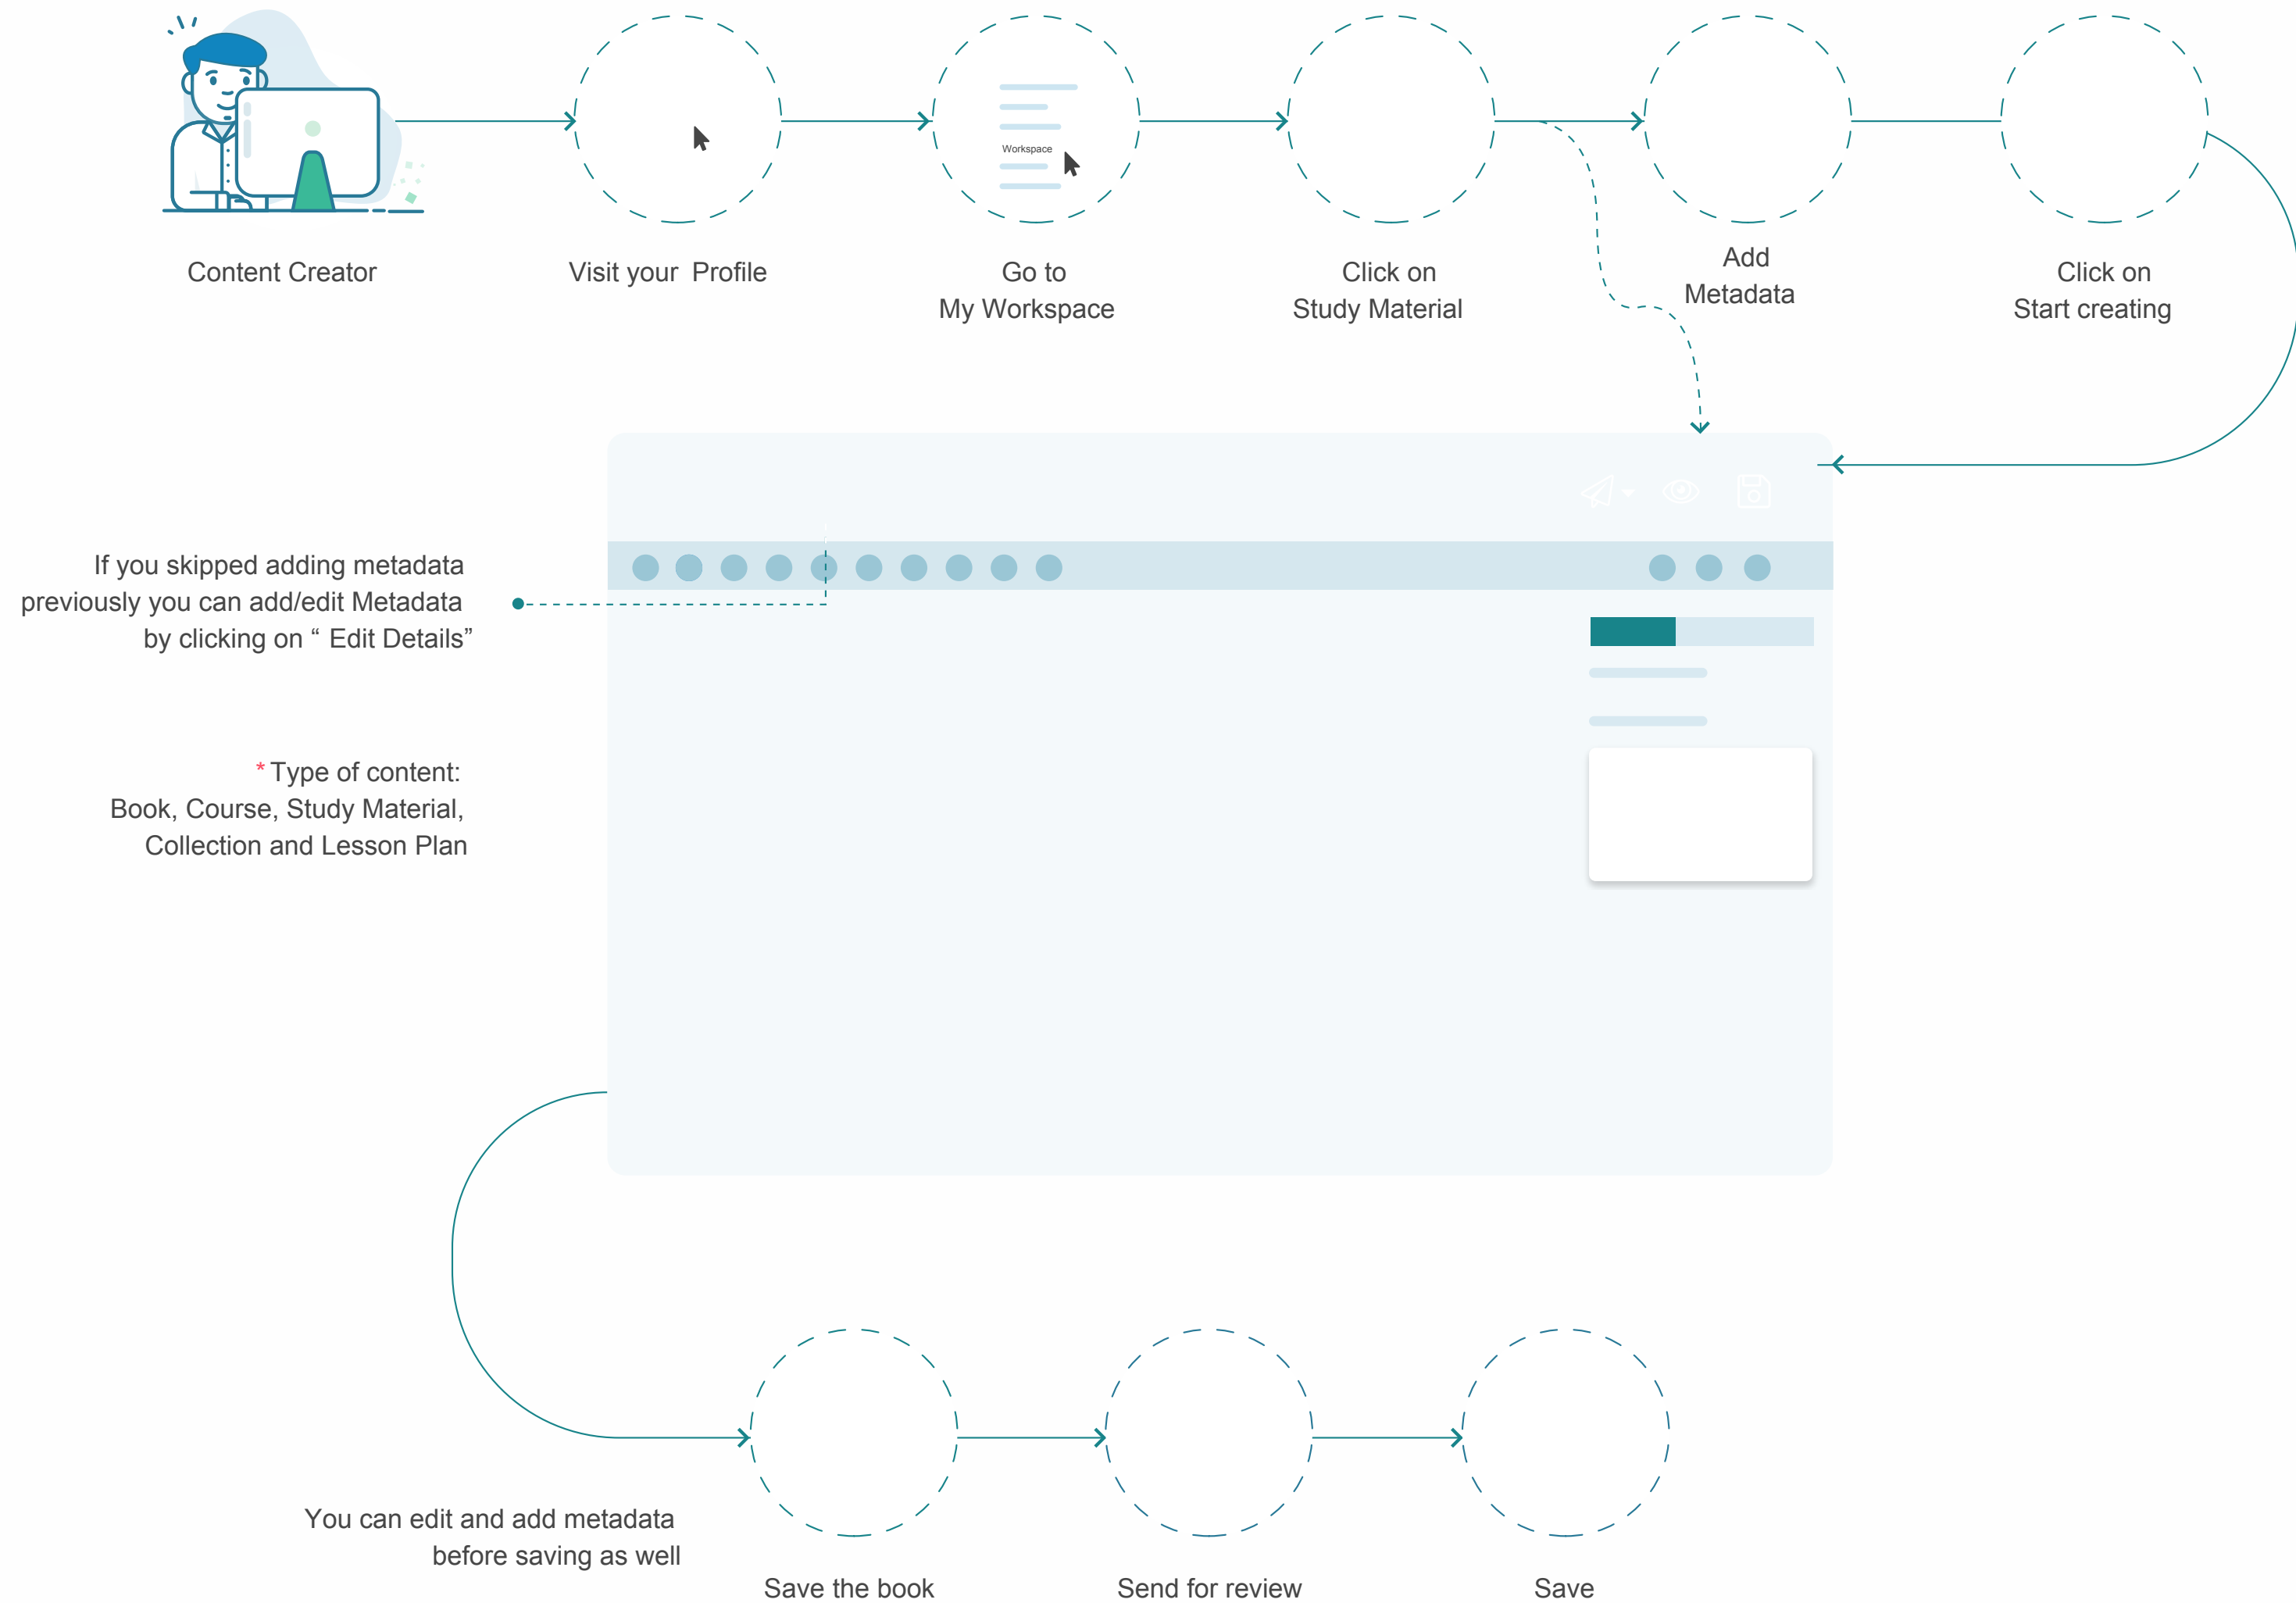 Workspace
Content Creator
Visit your  Profile
Go to
My Workspace
Click on
Study Material
Add
Metadata
Click on
Start creating
If you skipped adding metadata
previously you can add/edit Metadata
by clicking on “ Edit Details”
* Type of content:
Book, Course, Study Material,
Collection and Lesson Plan
You can edit and add metadata
before saving as well
Save the book
Send for review
Save